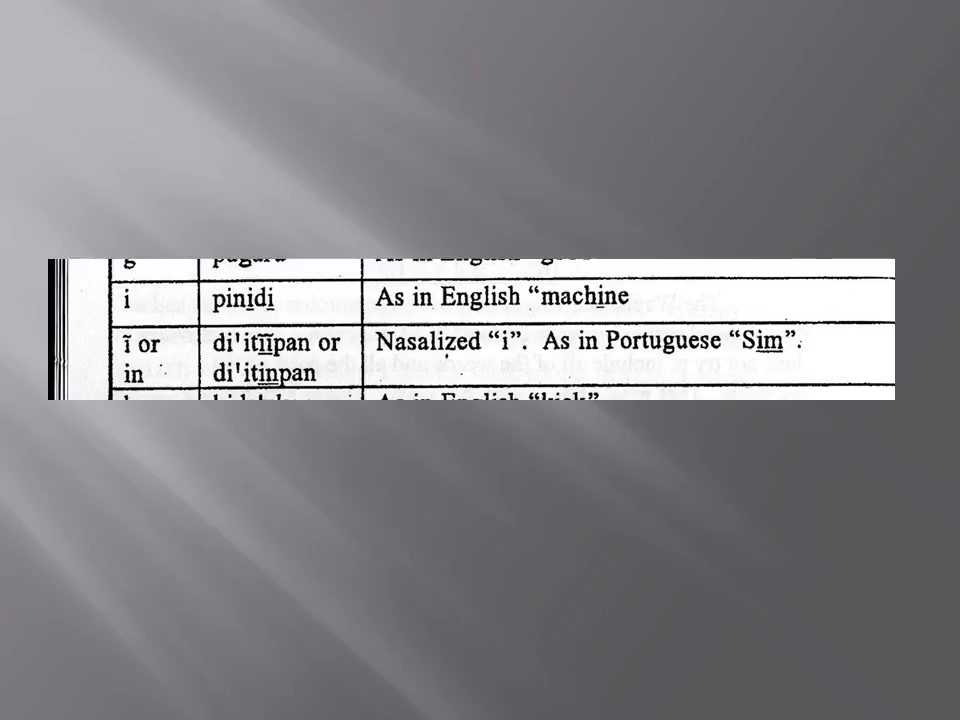 i pinidi As in English “machine
ĩ or di'itĩĩpan or Nasalized “i”. As in Portuguese “Sim”.
in di'itinpan